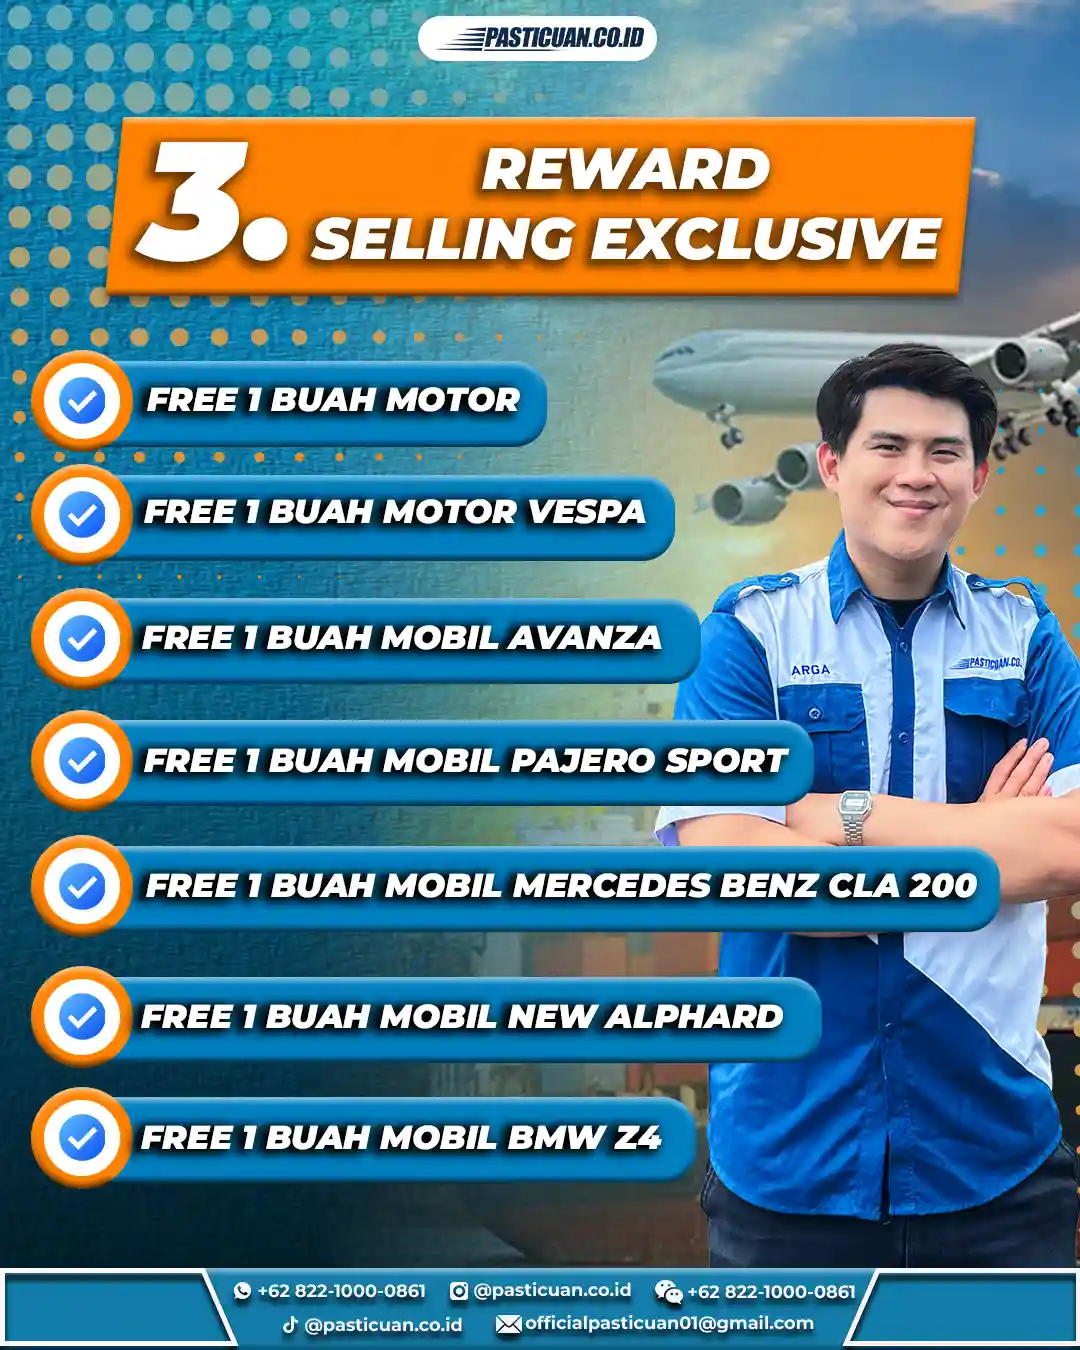 PASTICUAN.CO.ID
3.
REWARD
SELLING EXCLUSIVE
FREE 1 BUAH MOTOR
FREE 1 BUAH MOTOR VESPA
FREE 1 BUAH MOBIL AVANZA
ARGA
PASTICUAN.CO.
FREE 1 BUAH MOBIL PAJERO SPORT
FREE 1 BUAH MOBIL MERCEDES BENZ CLA 200
FREE 1 BUAH MOBIL NEW ALPHARD
FREE 1 BUAH MOBIL BMW Z4
+62 822-1000-0861 @pasticuan.co.id +62 822-1000-0861
@pasticuan.co.id officialpasticuan01@gmail.com